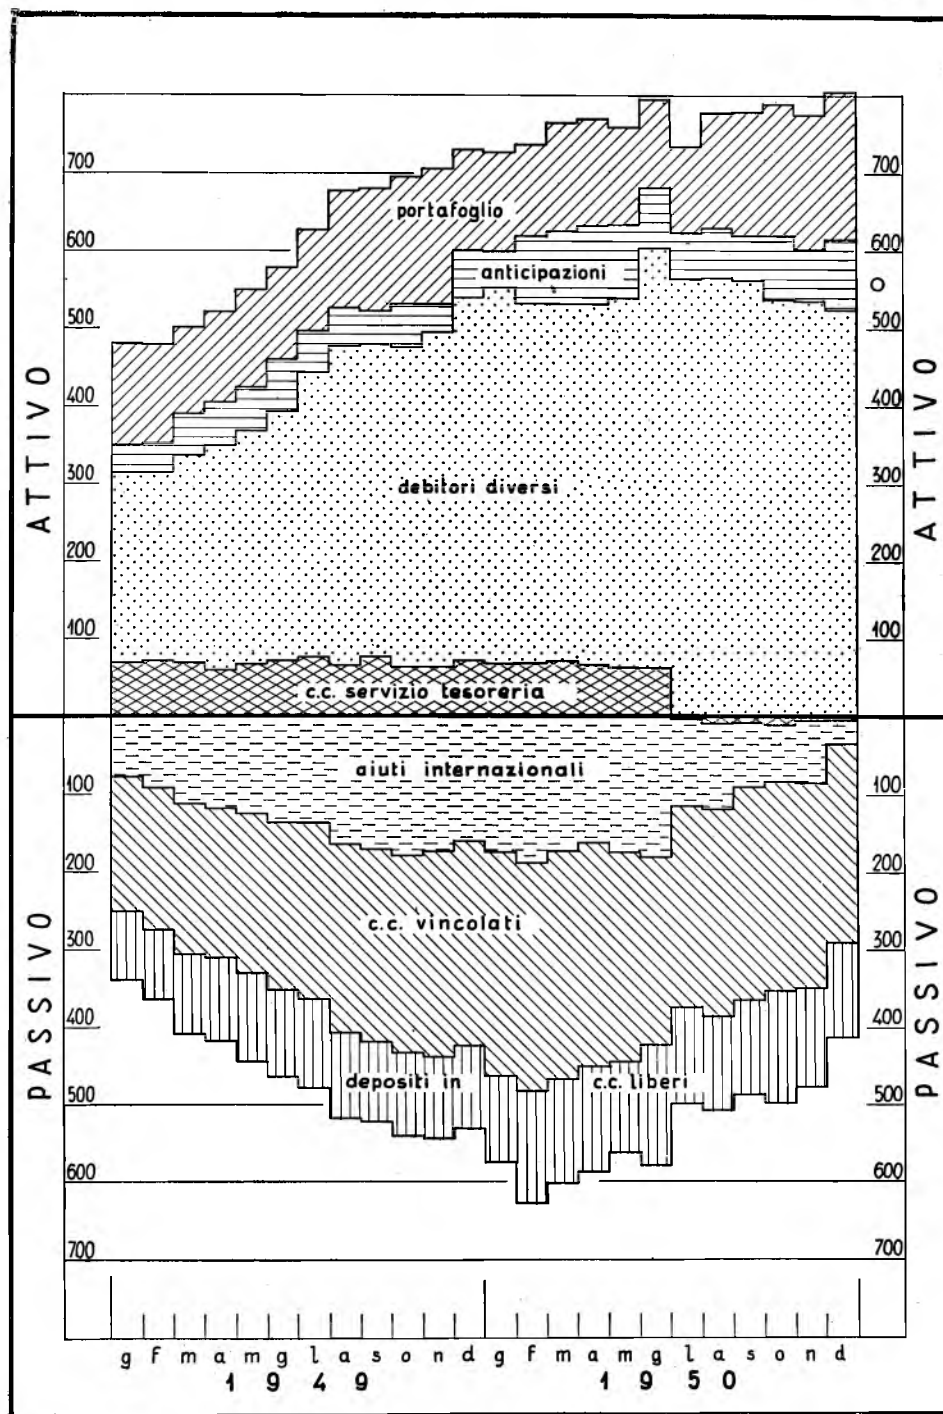 700
700
portafoglio
600
600
anticipazioni
500
500
400
400
debitori diversi
300
300
200
200
100
100
c.c. servizio tesoreria
ATTIVO
ATTIVO
aiuti internazionali
100
100
200
200
c.c. vincolati
300
300
400
400
depositi in c.c. liberi
500
500
600
600
700
700
PASSIVO
PASSIVO
g f m a m g l a s o n d g f m a m g l a s o n d
1949 1950